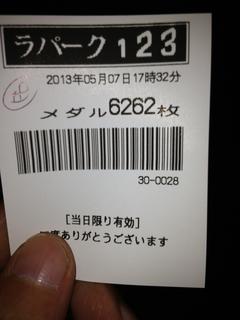 ラパーク123
2013年05月07日17時32分
メダル6262枚
30-0028
[当日限り有効]
度ありがとうございます